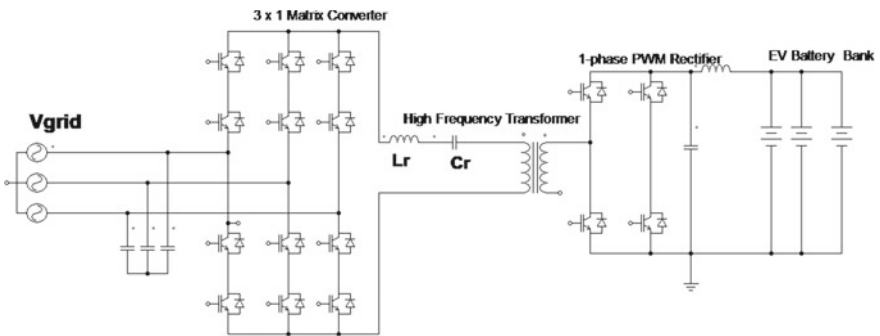 3 x 1 Matrix Converter
1-phase PWM Rectifier
EV Battery Bank
High Frequency Transformer
Vgrid
Lr
Cr